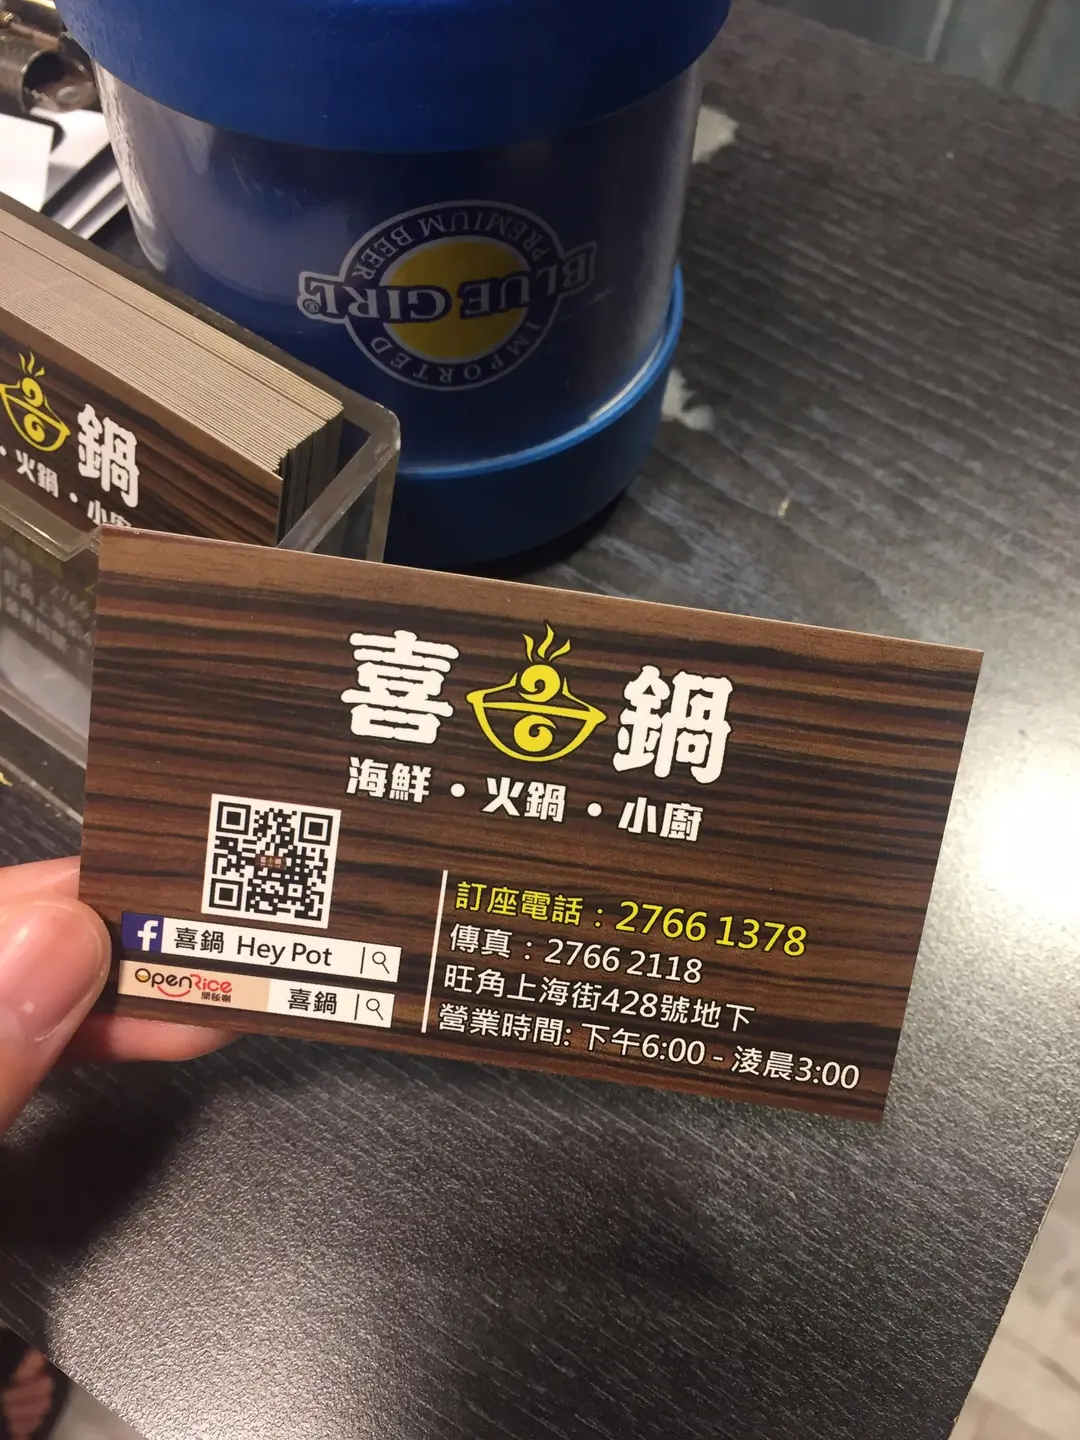 PREMIUM BEER
BLUE GIRL®
IMPORTED
鍋
火鍋・小廚
喜 鍋
海鮮・火鍋・小廚
喜鍋 Hey Pot
OpenRice
開飯喇
喜鍋
訂座電話：2766 1378
傳真：2766 2118
旺角上海街428號地下
營業時間: 下午6:00 - 淩晨3:00